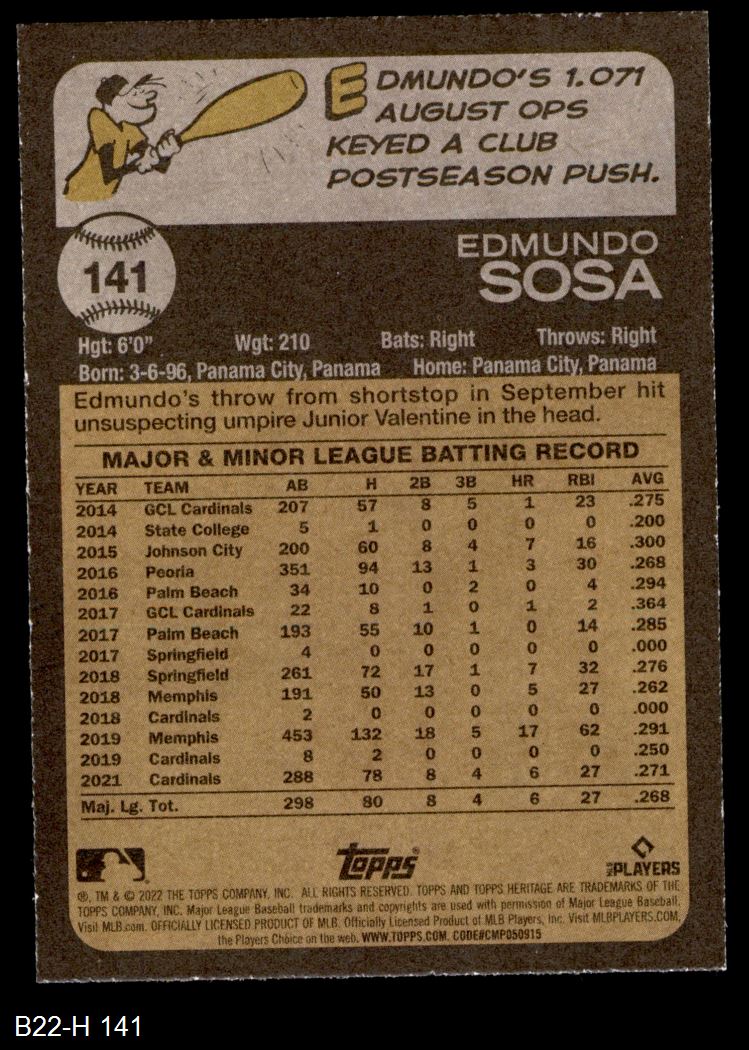 EDMUNDO'S 1.071
AUGUST OPS
KEYED A CLUB
POSTSEASON PUSH.
141
EDMUNDO
SOSA
Hgt: 6'0" Wgt: 210 Bats: Right Throws: Right
Born: 3-6-96, Panama City, Panama Home: Panama City, Panama
Edmundo's throw from shortstop in September hit
unsuspecting umpire Junior Valentine in the head.
MAJOR & MINOR LEAGUE BATTING RECORD
YEAR TEAM AB H 2B 3B HR RBI AVG
2014 GCL Cardinals 207 57 8 5 1 23 .275
2014 State College 5 1 0 0 0 0 .200
2015 Johnson City 200 60 8 4 7 16 .300
2016 Peoria 351 94 13 1 3 30 .268
2016 Palm Beach 34 10 0 2 0 4 .294
2017 GCL Cardinals 22 8 1 0 1 2 .364
2017 Palm Beach 193 55 10 1 0 14 .285
2017 Springfield 4 0 0 0 0 0 .000
2018 Springfield 261 72 17 1 7 32 .276
2018 Memphis 191 50 13 0 5 27 .262
2018 Cardinals 2 0 0 0 0 0 .000
2019 Memphis 453 132 18 5 17 62 .291
2019 Cardinals 8 2 0 0 0 0 .250
2021 Cardinals 288 78 8 4 6 27 .271
Maj. Lg. Tot. 298 80 8 4 6 27 .268
TOPPS
MLB PLAYERS
®, TM & © 2022 THE TOPPS COMPANY, INC. ALL RIGHTS RESERVED. TOPPS AND TOPPS HERITAGE ARE TRADEMARKS OF THE
TOPPS COMPANY, INC. Major League Baseball trademarks and copyrights are used with permission of Major League Baseball.
Visit MLB.com. OFFICIALLY LICENSED PRODUCT OF MLB. Officially Licensed Product of MLB Players, Inc. Visit MLBPLAYERS.COM,
the Players Choice on the web. WWW.TOPPS.COM. CODE#CMP050915
B22-H 141